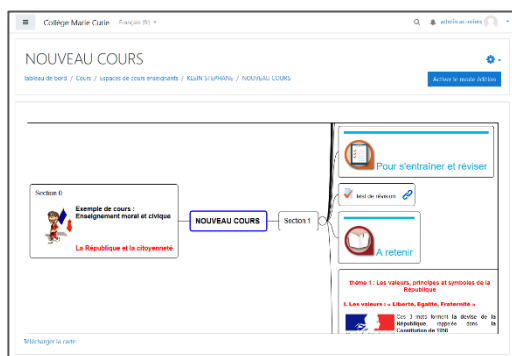 Collège Marie Curie Français (fr)
NOUVEAU COURS
Tableau de bord / Cours / Espaces de cours enseignants / KLEIN STEPHANE / NOUVEAU COURS
Activer le mode édition
Section 0
Exemple de cours :
Enseignement moral et civique
La République et la citoyenneté
NOUVEAU COURS
Section 1
Pour s'entraîner et réviser
test de révision
A retenir
thème 1 : Les valeurs, principes et symboles de la
République
I. Les valeurs : « Liberté, Egalité, Fraternité »
Ces 3 mots forment la devise de la
République, rappelée dans la
Constitution de 1958
Télécharger la carte